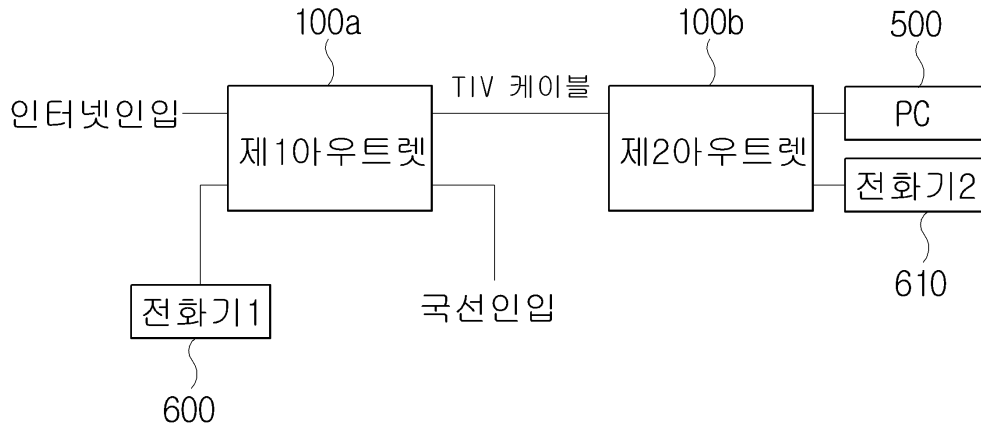 100a
100b
500
TIV 케이블
인터넷인입
제1아우트렛
제2아우트렛
PC
전화기2
610
전화기1
국선인입
600